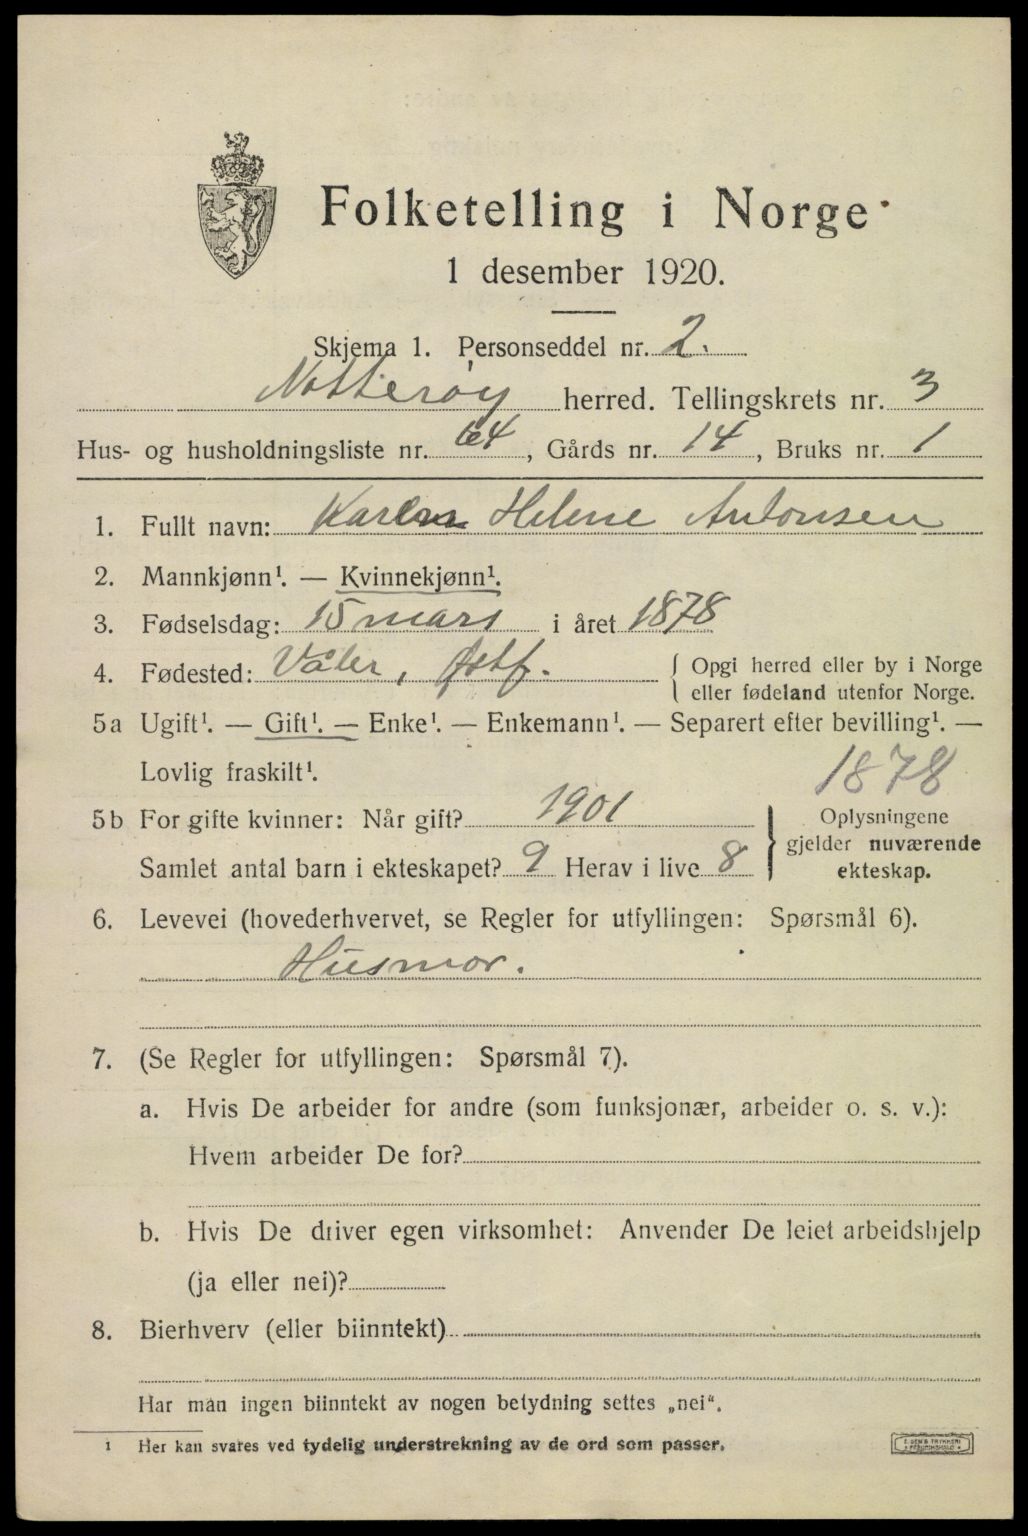 Folketelling i Norge
1 desember 1920.
Skjema 1. Personseddel nr. 2.
Nøtterøy herred. Tellingskrets nr. 3
Hus- og husholdningsliste nr. 64, Gårds nr. 14, Bruks nr. 1
1. Fullt navn: Karen Helene Antonsen
2. Mannkjønn¹. — Kvinnekjønn¹.
3. Fødselsdag: 15 mars i året 1878
4. Fødested: Våler, Østf. { Opgi herred eller by i Norge
eller fødeland utenfor Norge.
5a Ugift¹. — Gift¹. — Enke¹. — Enkemann¹. — Separert efter bevilling¹. —
Lovlig fraskilt¹. 1878
5b For gifte kvinner: Når gift? 1901
Samlet antal barn i ekteskapet? 9 Herav i live 8
} Oplysningene
gjelder nuværende
ekteskap.
6. Levevei (hovederhvervet, se Regler for utfyllingen: Spørsmål 6).
Husmor.
7. (Se Regler for utfyllingen: Spørsmål 7).
a. Hvis De arbeider for andre (som funksjonær, arbeider o. s. v.):
Hvem arbeider De for?
b. Hvis De driver egen virksomhet: Anvender De leiet arbeidshjelp
(ja eller nei)?
8. Bierhverv (eller biinntekt)
Har man ingen biinntekt av nogen betydning settes „nei“.
¹ Her kan svares ved tydelig understrekning av de ord som passer.